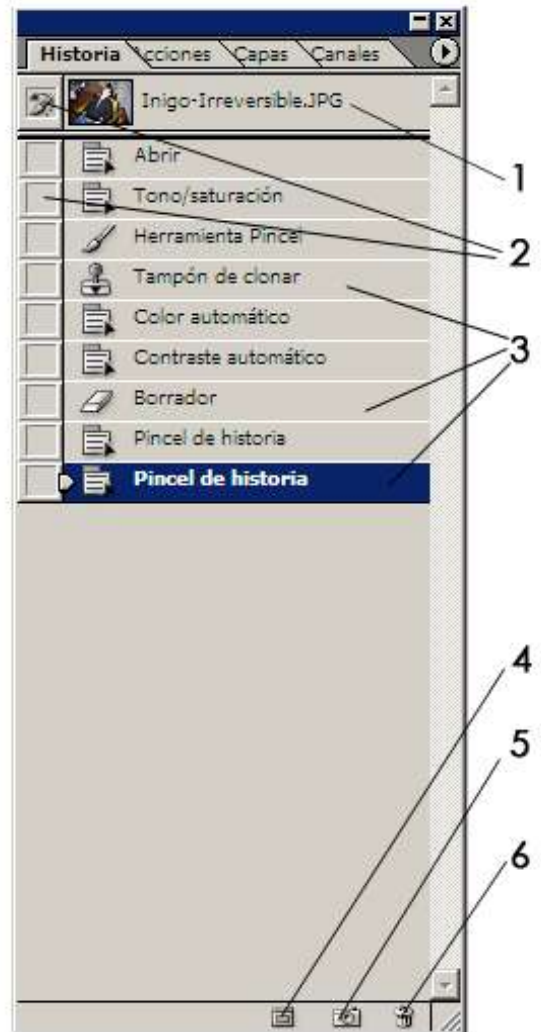 Historia Acciones Capas Canales
Inigo-Irreversible.JPG
1
Abrir
Tono/saturación
2
Herramienta Pincel
Tampón de clonar
3
Color automático
Contraste automático
Borrador
Pincel de historia
Pincel de historia
4
5
6